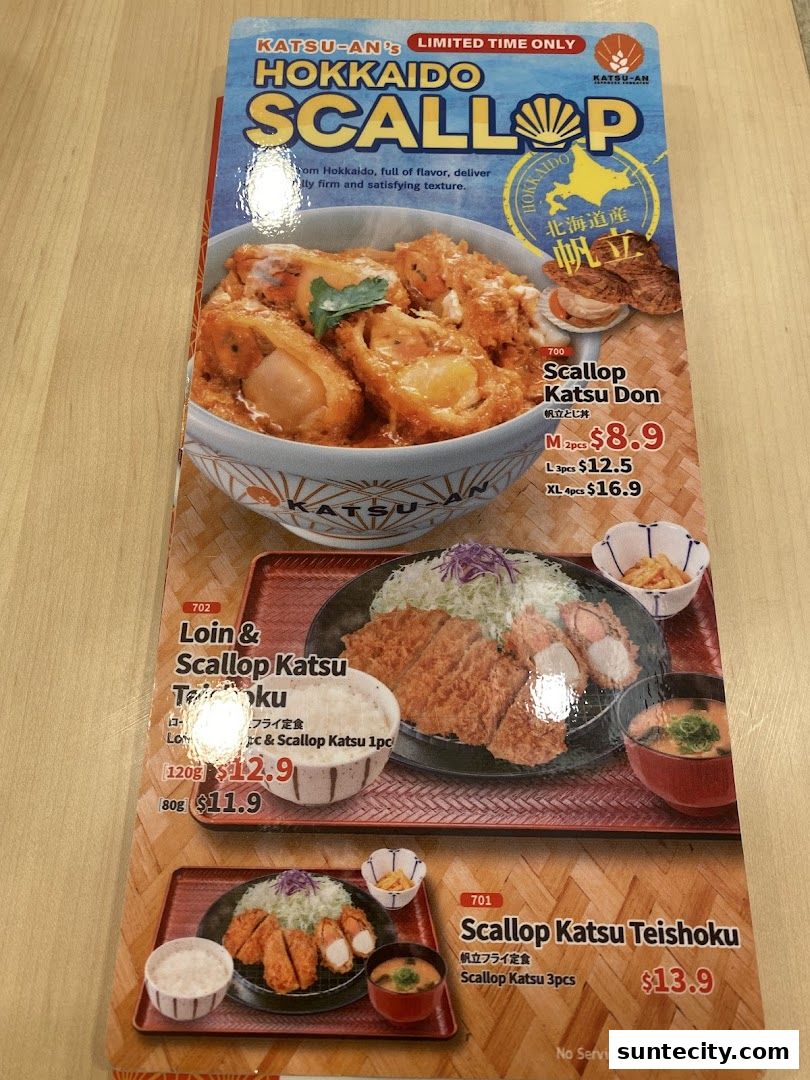 KATSU-AN's LIMITED TIME ONLY
KATSU-AN
HOKKAIDO
SCALLOP
om Hokkaido, full of flavor, deliver
lly firm and satisfying texture.
HOKKAIDO
北海道産
帆立
700
Scallop
Katsu Don
帆立とじ丼
M 2pcs $8.9
L 3pcs $12.5
XL 4pcs $16.9
KATSU-AN
702
Loin &
Scallop Katsu
Teishoku
フライ定食
& Scallop Katsu 1pc
[120g] $12.9
[80g] $11.9
701
Scallop Katsu Teishoku
帆立フライ定食
Scallop Katsu 3pcs
$13.9
No
suntecity.com